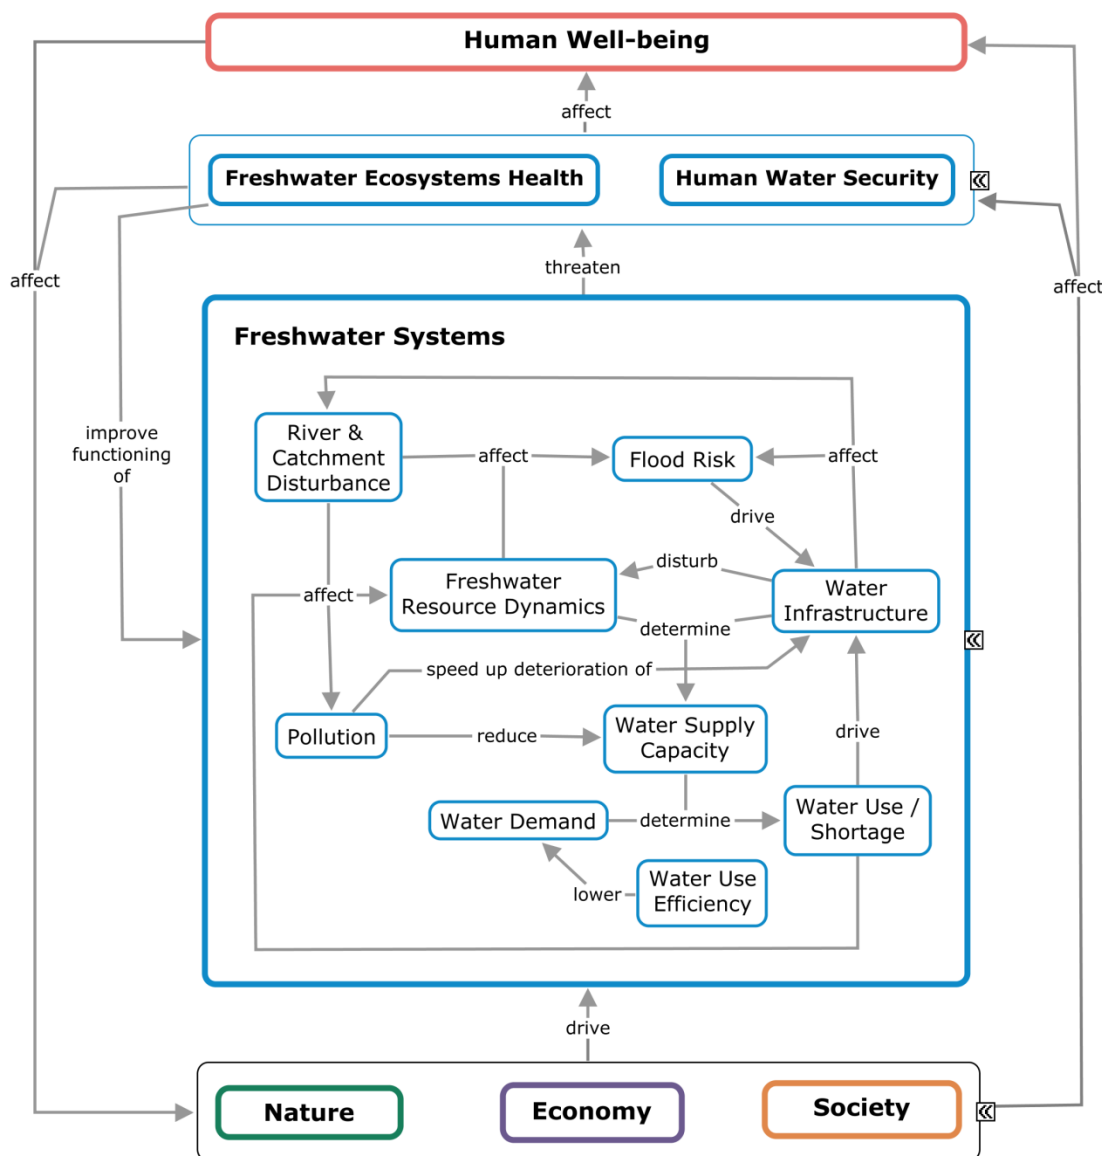 Human Well-being
affect
Freshwater Ecosystems Health
Human Water Security
threaten
affect
affect
Freshwater Systems
improve
functioning
of
River &
Catchment
Disturbance
affect
Flood Risk
affect
drive
disturb
Freshwater
Resource Dynamics
Water
Infrastructure
affect
determine
speed up deterioration of
Pollution
reduce
Water Supply
Capacity
drive
Water Demand
determine
Water Use /
Shortage
lower
Water Use
Efficiency
drive
Nature
Economy
Society